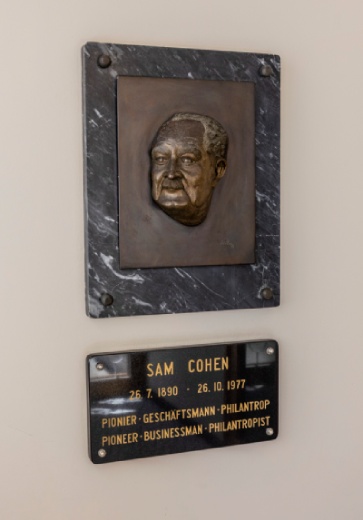 SAM COHEN
26. 7. 1890 · 26. 10. 1977
PIONIER · GESCHÄFTSMANN · PHILANTROP
PIONEER · BUSINESSMAN · PHILANTROPIST